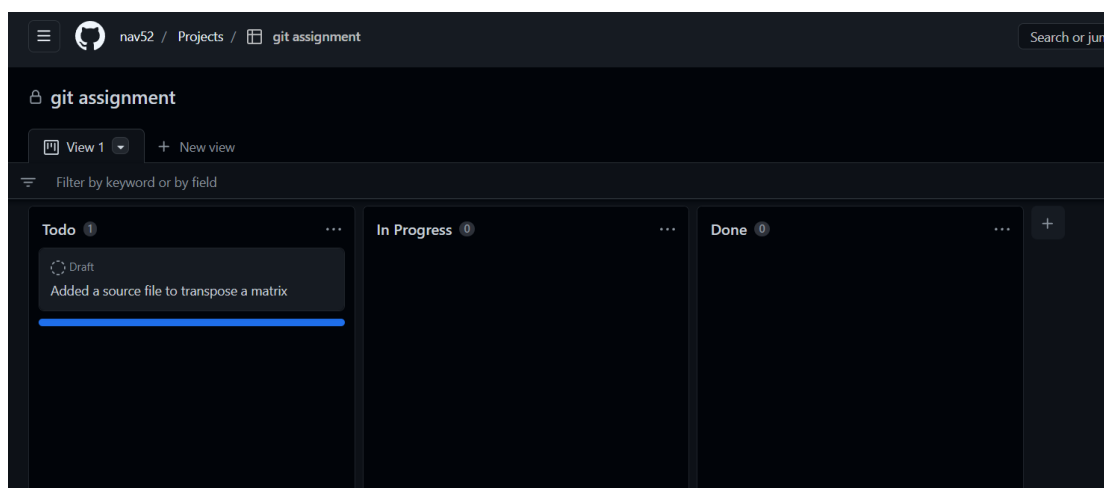 nav52 / Projects / git assignment
Search or jum
git assignment
View 1
+ New view
Filter by keyword or by field
Todo 1
In Progress 0
Done 0
Draft
Added a source file to transpose a matrix